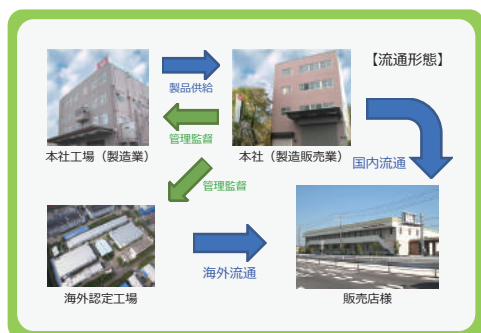 【流通形態】
製品供給
管理監督
本社工場（製造業）
本社（製造販売業）
国内流通
管理監督
海外流通
海外認定工場
販売店様